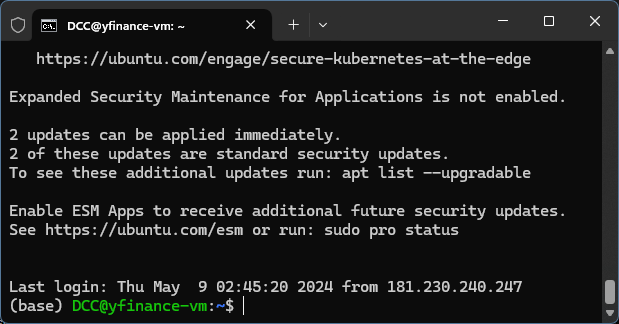 DCC@yfinance-vm: ~
https://ubuntu.com/engage/secure-kubernetes-at-the-edge
Expanded Security Maintenance for Applications is not enabled.
2 updates can be applied immediately.
2 of these updates are standard security updates.
To see these additional updates run: apt list --upgradable
Enable ESM Apps to receive additional future security updates.
See https://ubuntu.com/esm or run: sudo pro status
Last login: Thu May  9 02:45:20 2024 from 181.230.240.247
(base) DCC@yfinance-vm:~$